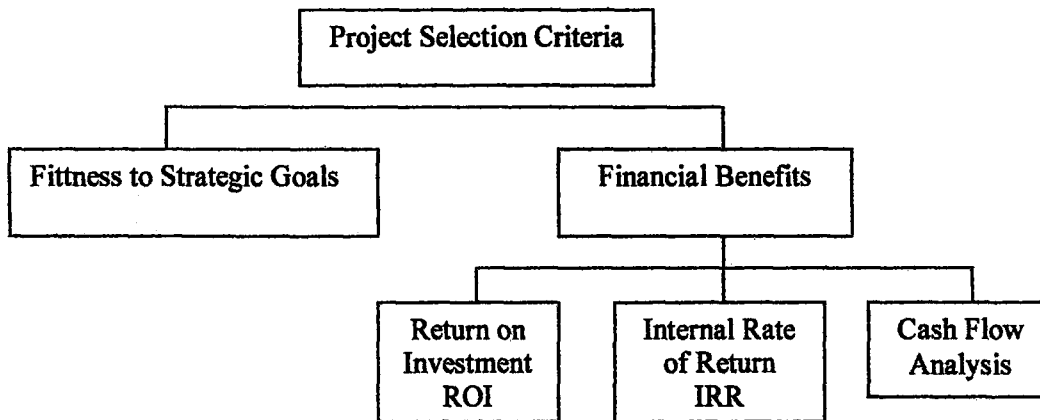 Project Selection Criteria
Fittness to Strategic Goals
Financial Benefits
Return on
Investment
ROI
Internal Rate
of Return
IRR
Cash Flow
Analysis